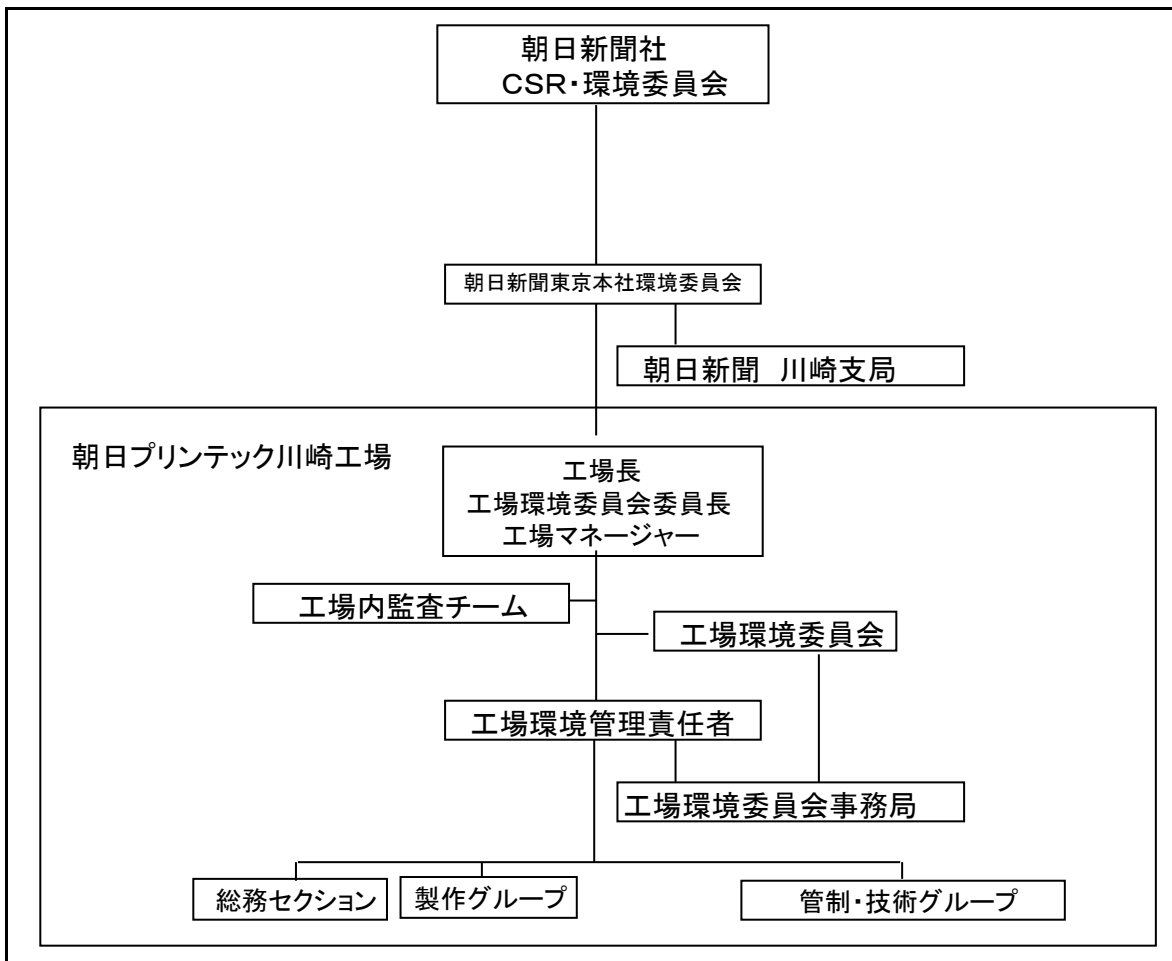 朝日新聞社
CSR・環境委員会
朝日新聞東京本社環境委員会
朝日新聞　川崎支局
朝日プリンテック川崎工場
工場長
工場環境委員会委員長
工場マネージャー
工場内監査チーム
工場環境委員会
工場環境管理責任者
工場環境委員会事務局
総務セクション
製作グループ
管制・技術グループ